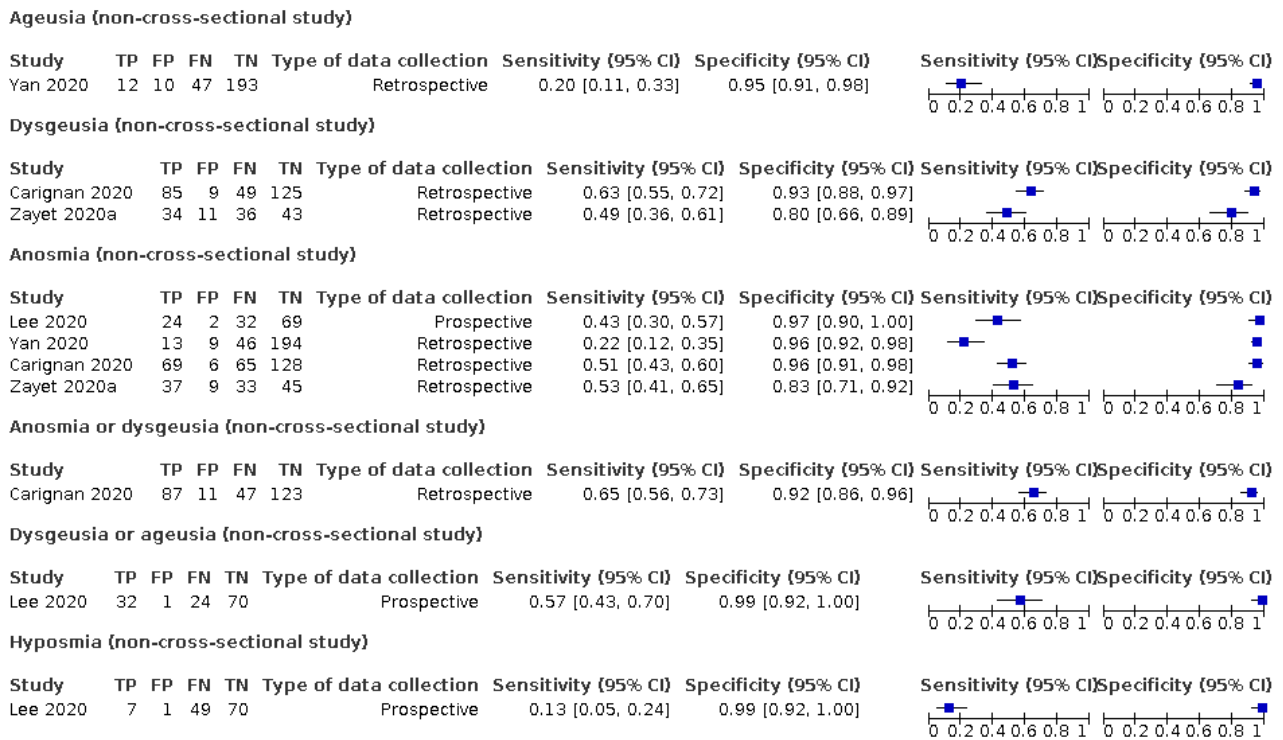 Ageusia (non-cross-sectional study)
Study TP FP FN TN Type of data collection Sensitivity (95% CI) Specificity (95% CI) Sensitivity (95% CI) Specificity (95% CI)
Yan 2020 12 10 47 193 Retrospective 0.20 [0.11, 0.33] 0.95 [0.91, 0.98]
0 0.2 0.4 0.6 0.8 1 0 0.2 0.4 0.6 0.8 1
Dysgeusia (non-cross-sectional study)
Study TP FP FN TN Type of data collection Sensitivity (95% CI) Specificity (95% CI) Sensitivity (95% CI) Specificity (95% CI)
Carignan 2020 85 9 49 125 Retrospective 0.63 [0.55, 0.72] 0.93 [0.88, 0.97]
Zayet 2020a 34 11 36 43 Retrospective 0.49 [0.36, 0.61] 0.80 [0.66, 0.89]
0 0.2 0.4 0.6 0.8 1 0 0.2 0.4 0.6 0.8 1
Anosmia (non-cross-sectional study)
Study TP FP FN TN Type of data collection Sensitivity (95% CI) Specificity (95% CI) Sensitivity (95% CI) Specificity (95% CI)
Lee 2020 24 2 32 69 Prospective 0.43 [0.30, 0.57] 0.97 [0.90, 1.00]
Yan 2020 13 9 46 194 Retrospective 0.22 [0.12, 0.35] 0.96 [0.92, 0.98]
Carignan 2020 69 6 65 128 Retrospective 0.51 [0.43, 0.60] 0.96 [0.91, 0.98]
Zayet 2020a 37 9 33 45 Retrospective 0.53 [0.41, 0.65] 0.83 [0.71, 0.92]
0 0.2 0.4 0.6 0.8 1 0 0.2 0.4 0.6 0.8 1
Anosmia or dysgeusia (non-cross-sectional study)
Study TP FP FN TN Type of data collection Sensitivity (95% CI) Specificity (95% CI) Sensitivity (95% CI) Specificity (95% CI)
Carignan 2020 87 11 47 123 Retrospective 0.65 [0.56, 0.73] 0.92 [0.86, 0.96]
0 0.2 0.4 0.6 0.8 1 0 0.2 0.4 0.6 0.8 1
Dysgeusia or ageusia (non-cross-sectional study)
Study TP FP FN TN Type of data collection Sensitivity (95% CI) Specificity (95% CI) Sensitivity (95% CI) Specificity (95% CI)
Lee 2020 32 1 24 70 Prospective 0.57 [0.43, 0.70] 0.99 [0.92, 1.00]
0 0.2 0.4 0.6 0.8 1 0 0.2 0.4 0.6 0.8 1
Hyposmia (non-cross-sectional study)
Study TP FP FN TN Type of data collection Sensitivity (95% CI) Specificity (95% CI) Sensitivity (95% CI) Specificity (95% CI)
Lee 2020 7 1 49 70 Prospective 0.13 [0.05, 0.24] 0.99 [0.92, 1.00]
0 0.2 0.4 0.6 0.8 1 0 0.2 0.4 0.6 0.8 1